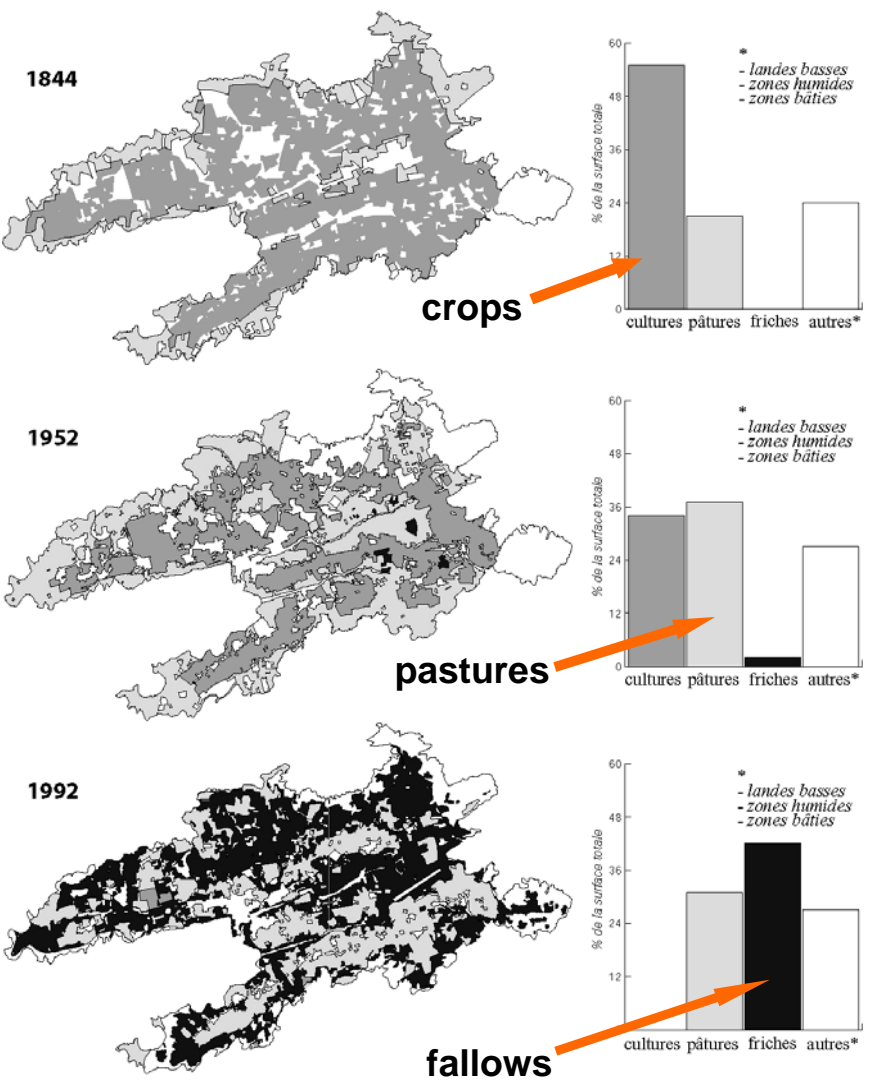 1844
60
48
36
24
12
0
% de la surface totale
*
- landes basses
- zones humides
- zones bâties
crops
cultures pâtures friches autres*
1952
60
48
36
24
12
0
% de la surface totale
*
- landes basses
- zones humides
- zones bâties
pastures
cultures pâtures friches autres*
1992
60
48
36
24
12
% de la surface totale
*
- landes basses
- zones humides
- zones bâties
fallows
cultures pâtures friches autres*